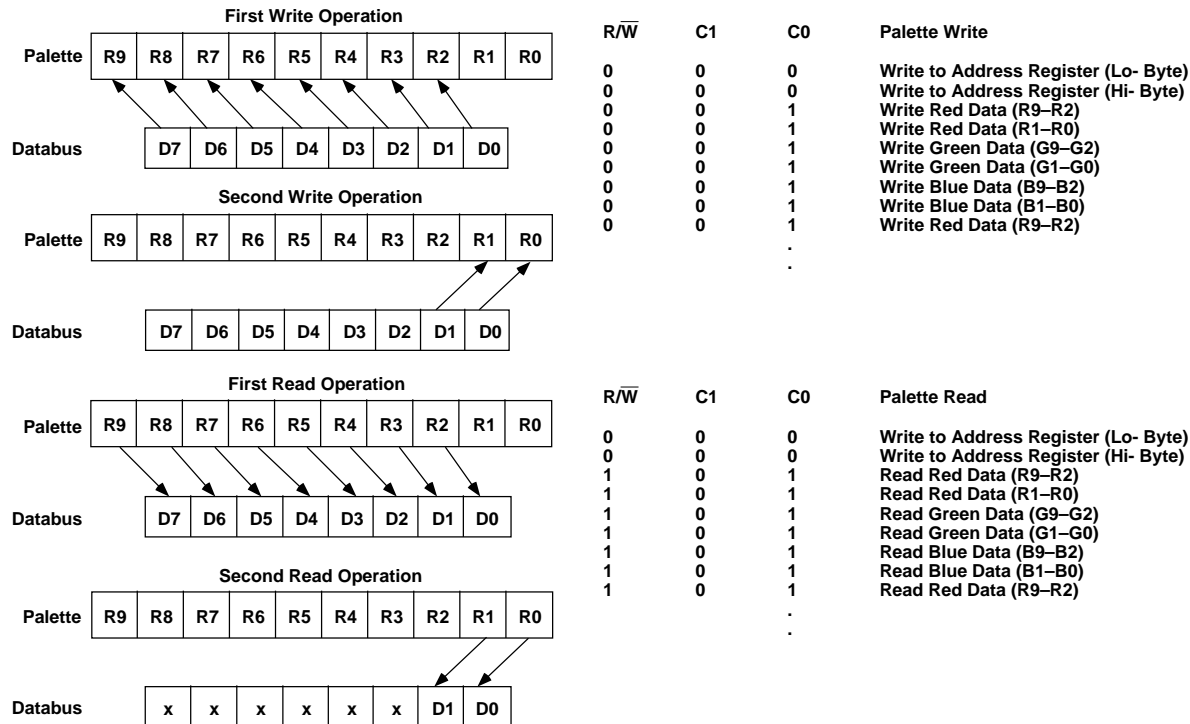 First Write Operation
Palette R9 R8 R7 R6 R5 R4 R3 R2 R1 R0
Databus D7 D6 D5 D4 D3 D2 D1 D0
Second Write Operation
Palette R9 R8 R7 R6 R5 R4 R3 R2 R1 R0
Databus D7 D6 D5 D4 D3 D2 D1 D0
First Read Operation
Palette R9 R8 R7 R6 R5 R4 R3 R2 R1 R0
Databus D7 D6 D5 D4 D3 D2 D1 D0
Second Read Operation
Palette R9 R8 R7 R6 R5 R4 R3 R2 R1 R0
Databus x x x x x x D1 D0
R/W̅ C1 C0 Palette Write
0 0 0 Write to Address Register (Lo- Byte)
0 0 0 Write to Address Register (Hi- Byte)
0 0 1 Write Red Data (R9–R2)
0 0 1 Write Red Data (R1–R0)
0 0 1 Write Green Data (G9–G2)
0 0 1 Write Green Data (G1–G0)
0 0 1 Write Blue Data (B9–B2)
0 0 1 Write Blue Data (B1–B0)
0 0 1 Write Red Data (R9–R2)
.
.
R/W̅ C1 C0 Palette Read
0 0 0 Write to Address Register (Lo- Byte)
0 0 0 Write to Address Register (Hi- Byte)
1 0 1 Read Red Data (R9–R2)
1 0 1 Read Red Data (R1–R0)
1 0 1 Read Green Data (G9–G2)
1 0 1 Read Green Data (G1–G0)
1 0 1 Read Blue Data (B9–B2)
1 0 1 Read Blue Data (B1–B0)
1 0 1 Read Red Data (R9–R2)
.
.